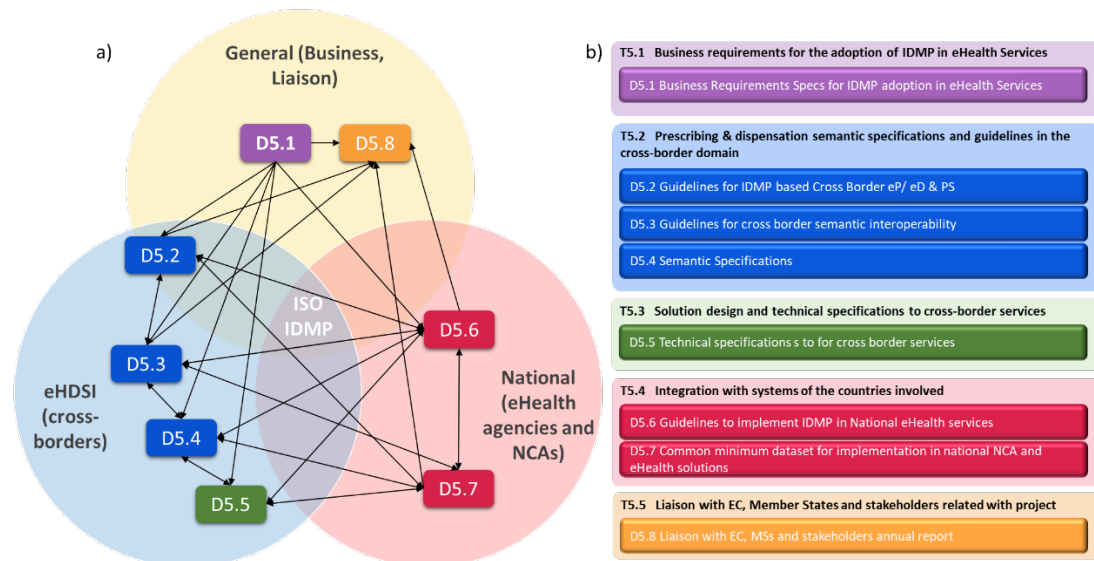 a)
General (Business,
Liaison)
D5.1
D5.8
D5.2
ISO
IDMP
D5.6
D5.3
eHDSI
(cross-
borders)
National
(eHealth
agencies and
NCAs)
D5.4
D5.7
D5.5
b)
T5.1 Business requirements for the adoption of IDMP in eHealth Services
D5.1 Business Requirements Specs for IDMP adoption in eHealth Services
T5.2 Prescribing & dispensation semantic specifications and guidelines in the
cross-border domain
D5.2 Guidelines for IDMP based Cross Border eP/ eD & PS
D5.3 Guidelines for cross border semantic interoperability
D5.4 Semantic Specifications
T5.3 Solution design and technical specifications to cross-border services
D5.5 Technical specification s to for cross border services
T5.4 Integration with systems of the countries involved
D5.6 Guidelines to implement IDMP in National eHealth services
D5.7 Common minimum dataset for implementation in national NCA and
eHealth solutions
T5.5 Liaison with EC, Member States and stakeholders related with project
D5.8 Liaison with EC, MSs and stakeholders annual report